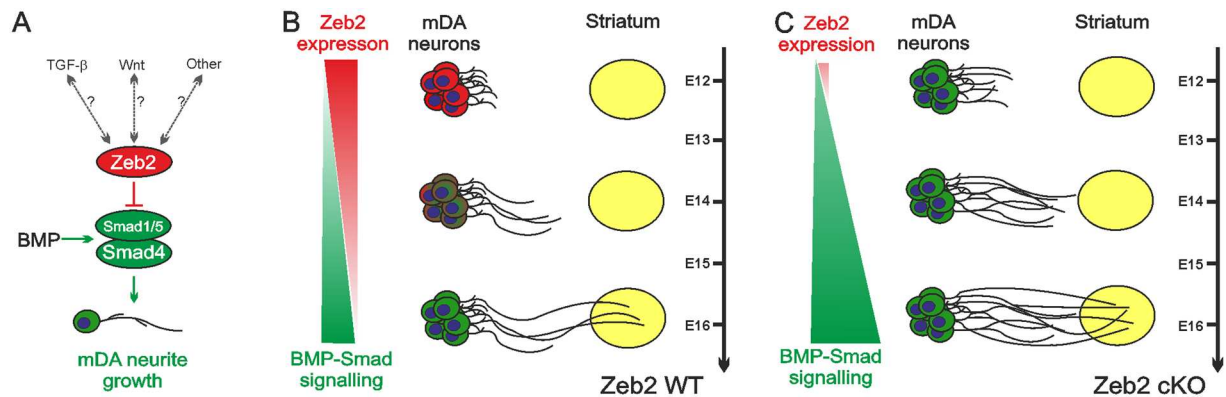 A
TGF-β
Wnt
Other
?
?
?
Zeb2
Smad1/5
BMP
Smad4
mDA neurite
growth
B
Zeb2
expresson
mDA
neurons
Striatum
E12
E13
E14
E15
E16
BMP-Smad
signalling
Zeb2 WT
C
Zeb2
expression
mDA
neurons
Striatum
E12
E13
E14
E15
E16
BMP-Smad
signalling
Zeb2 cKO